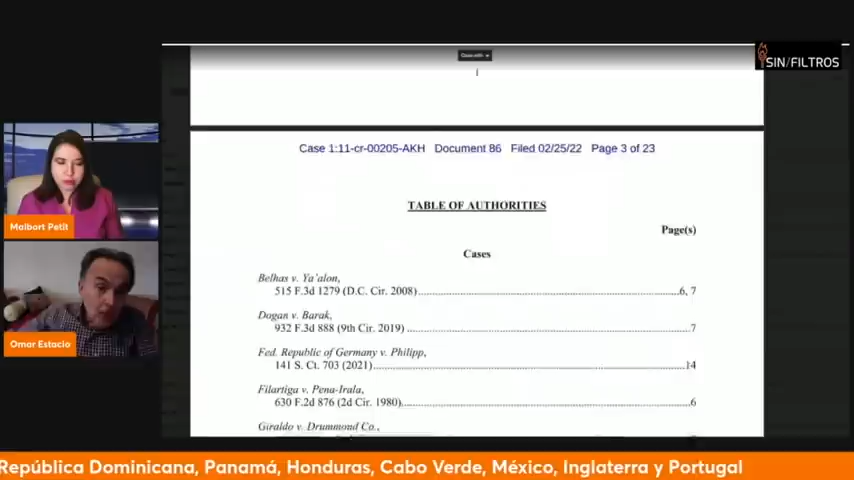 SIN/FILTROS
Case with
i
Case 1:11-cr-00205-AKH Document 86 Filed 02/25/22 Page 3 of 23
TABLE OF AUTHORITIES
Page(s)
Cases
Belhas v. Ya'alon,
515 F.3d 1279 (D.C. Cir. 2008)...6, 7
Dogan v. Barak,
932 F.3d 888 (9th Cir. 2019)...7
Fed. Republic of Germany v. Philipp,
141 S. Ct. 703 (2021)...14
Filartiga v. Pena-Irala,
630 F.2d 876 (2d Cir. 1980)...6
Giraldo v. Drummond Co.,
Maibort Petit
Omar Estacio
República Dominicana, Panamá, Honduras, Cabo Verde, México, Inglaterra y Portugal